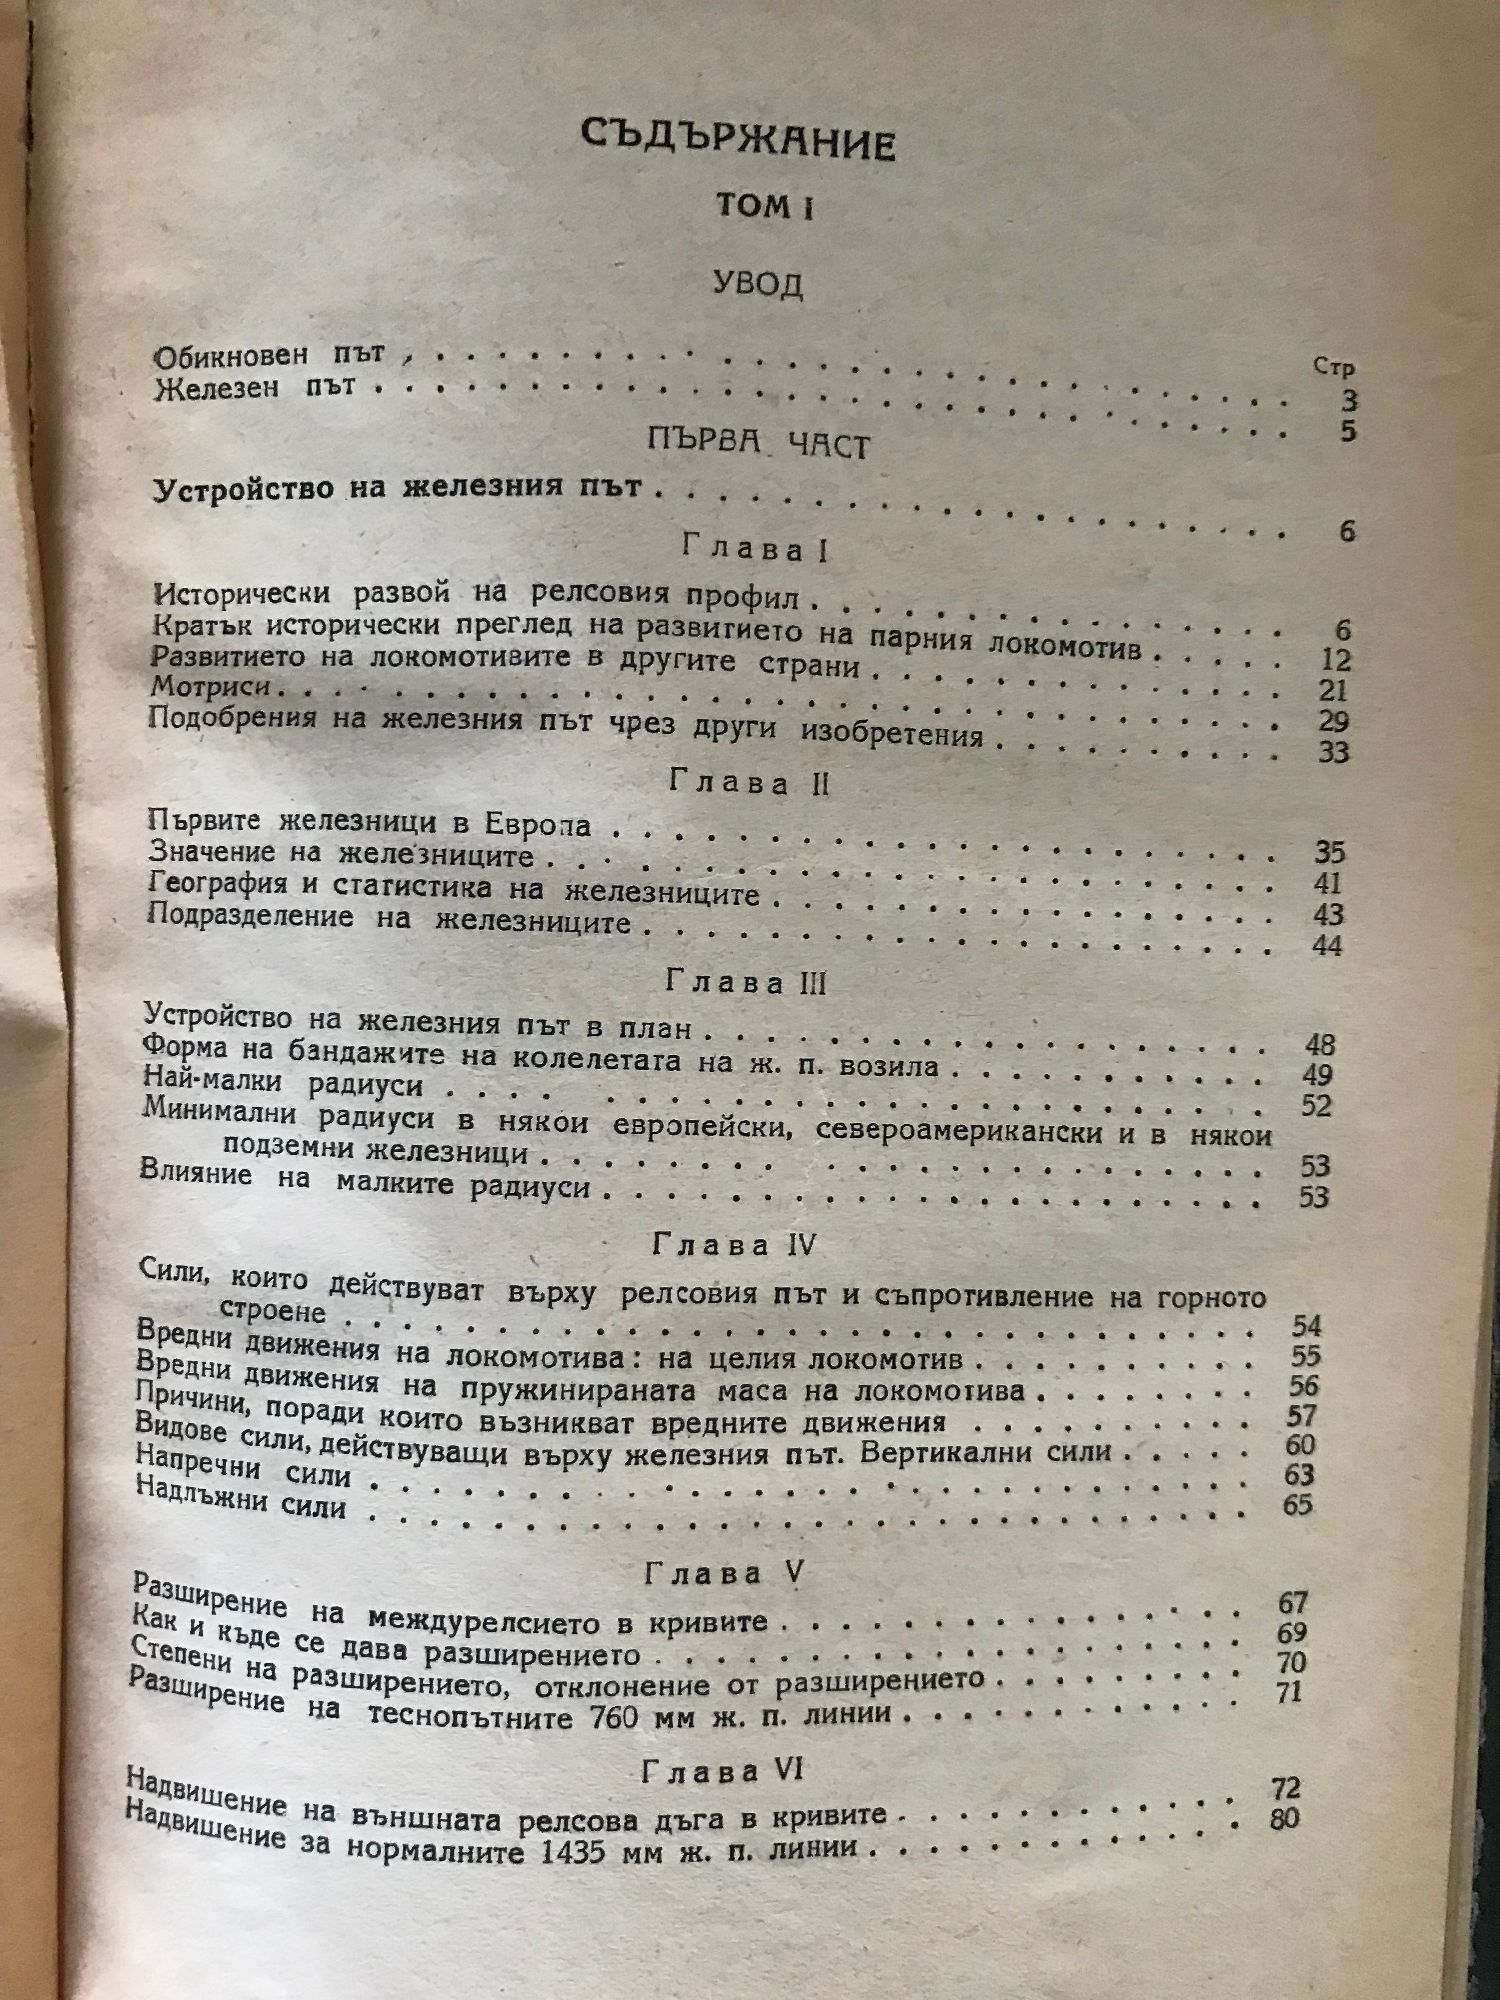 СЪДЪРЖАНИЕ
ТОМ I
УВОД
Стр
Обикновен път . . . . . . . . . . . . . . . . . . . . . . . . . . . 3
Железен път . . . . . . . . . . . . . . . . . . . . . . . . . . . . 5
ПЪРВА ЧАСТ
Устройство на железния път . . . . . . . . . . . . . . . . . . . . 6
Глава I
Исторически развой на релсовия профил . . . . . . . . . . . . . . . 6
Кратък исторически преглед на развитието на парния локомотив . . . . . 12
Развитието на локомотивите в другите страни . . . . . . . . . . . . . 21
Мотриси . . . . . . . . . . . . . . . . . . . . . . . . . . . . . . 29
Подобрения на железния път чрез други изобретения . . . . . . . . . 33
Глава II
Първите железници в Европа . . . . . . . . . . . . . . . . . . . . . 35
Значение на железниците . . . . . . . . . . . . . . . . . . . . . . 41
География и статистика на железниците . . . . . . . . . . . . . . . . 43
Подразделение на железниците . . . . . . . . . . . . . . . . . . . . 44
Глава III
Устройство на железния път в план . . . . . . . . . . . . . . . . . . 48
Форма на бандажите на колелетата на ж. п. возила . . . . . . . . . . 49
Най-малки радиуси . . . . . . . . . . . . . . . . . . . . . . . . . 52
Минимални радиуси в някои европейски, североамерикански и в някои
подземни железници . . . . . . . . . . . . . . . . . . . . . . 53
Влияние на малките радиуси . . . . . . . . . . . . . . . . . . . . . 53
Глава IV
Сили, които действуват върху релсовия път и съпротивление на горното
строене . . . . . . . . . . . . . . . . . . . . . . . . . . . . 54
Вредни движения на локомотива: на целия локомотив . . . . . . . . . 55
Вредни движения на пружинираната маса на локомотива . . . . . . . 56
Причини, поради които възникват вредните движения . . . . . . . . . 57
Видове сили, действуващи върху железния път. Вертикални сили . . . . . 60
Напречни сили . . . . . . . . . . . . . . . . . . . . . . . . . . . 63
Надлъжни сили . . . . . . . . . . . . . . . . . . . . . . . . . . . 65
Глава V
Разширение на междурелсието в кривите . . . . . . . . . . . . . . . 67
Как и къде се дава разширението . . . . . . . . . . . . . . . . . . . 69
Степени на разширението, отклонение от разширението . . . . . . . . 70
Разширение на теснопътните 760 мм ж. п. линии . . . . . . . . . . . 71
Глава VI
Надвишение на външната релсова дъга в кривите . . . . . . . . . . . 72
Надвишение за нормалните 1435 мм ж. п. линии . . . . . . . . . . . . 80